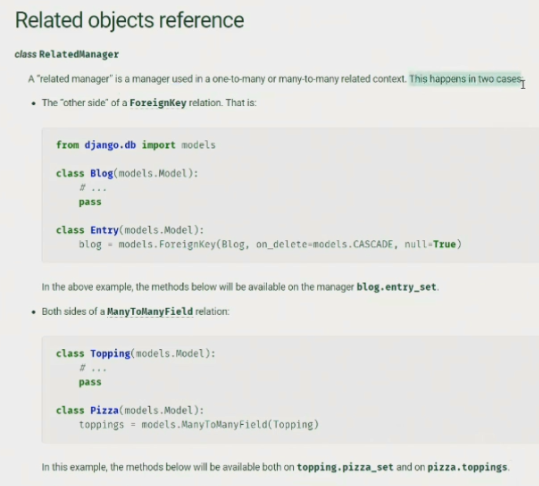 Related objects reference
class RelatedManager
A "related manager" is a manager used in a one-to-many or many-to-many related context. This happens in two cases:
• The "other side" of a ForeignKey relation. That is:
from django.db import models
class Blog(models.Model):
# ...
pass
class Entry(models.Model):
blog = models.ForeignKey(Blog, on_delete=models.CASCADE, null=True)
In the above example, the methods below will be available on the manager blog.entry_set.
• Both sides of a ManyToManyField relation:
class Topping(models.Model):
# ...
pass
class Pizza(models.Model):
toppings = models.ManyToManyField(Topping)
In this example, the methods below will be available both on topping.pizza_set and on pizza.toppings.